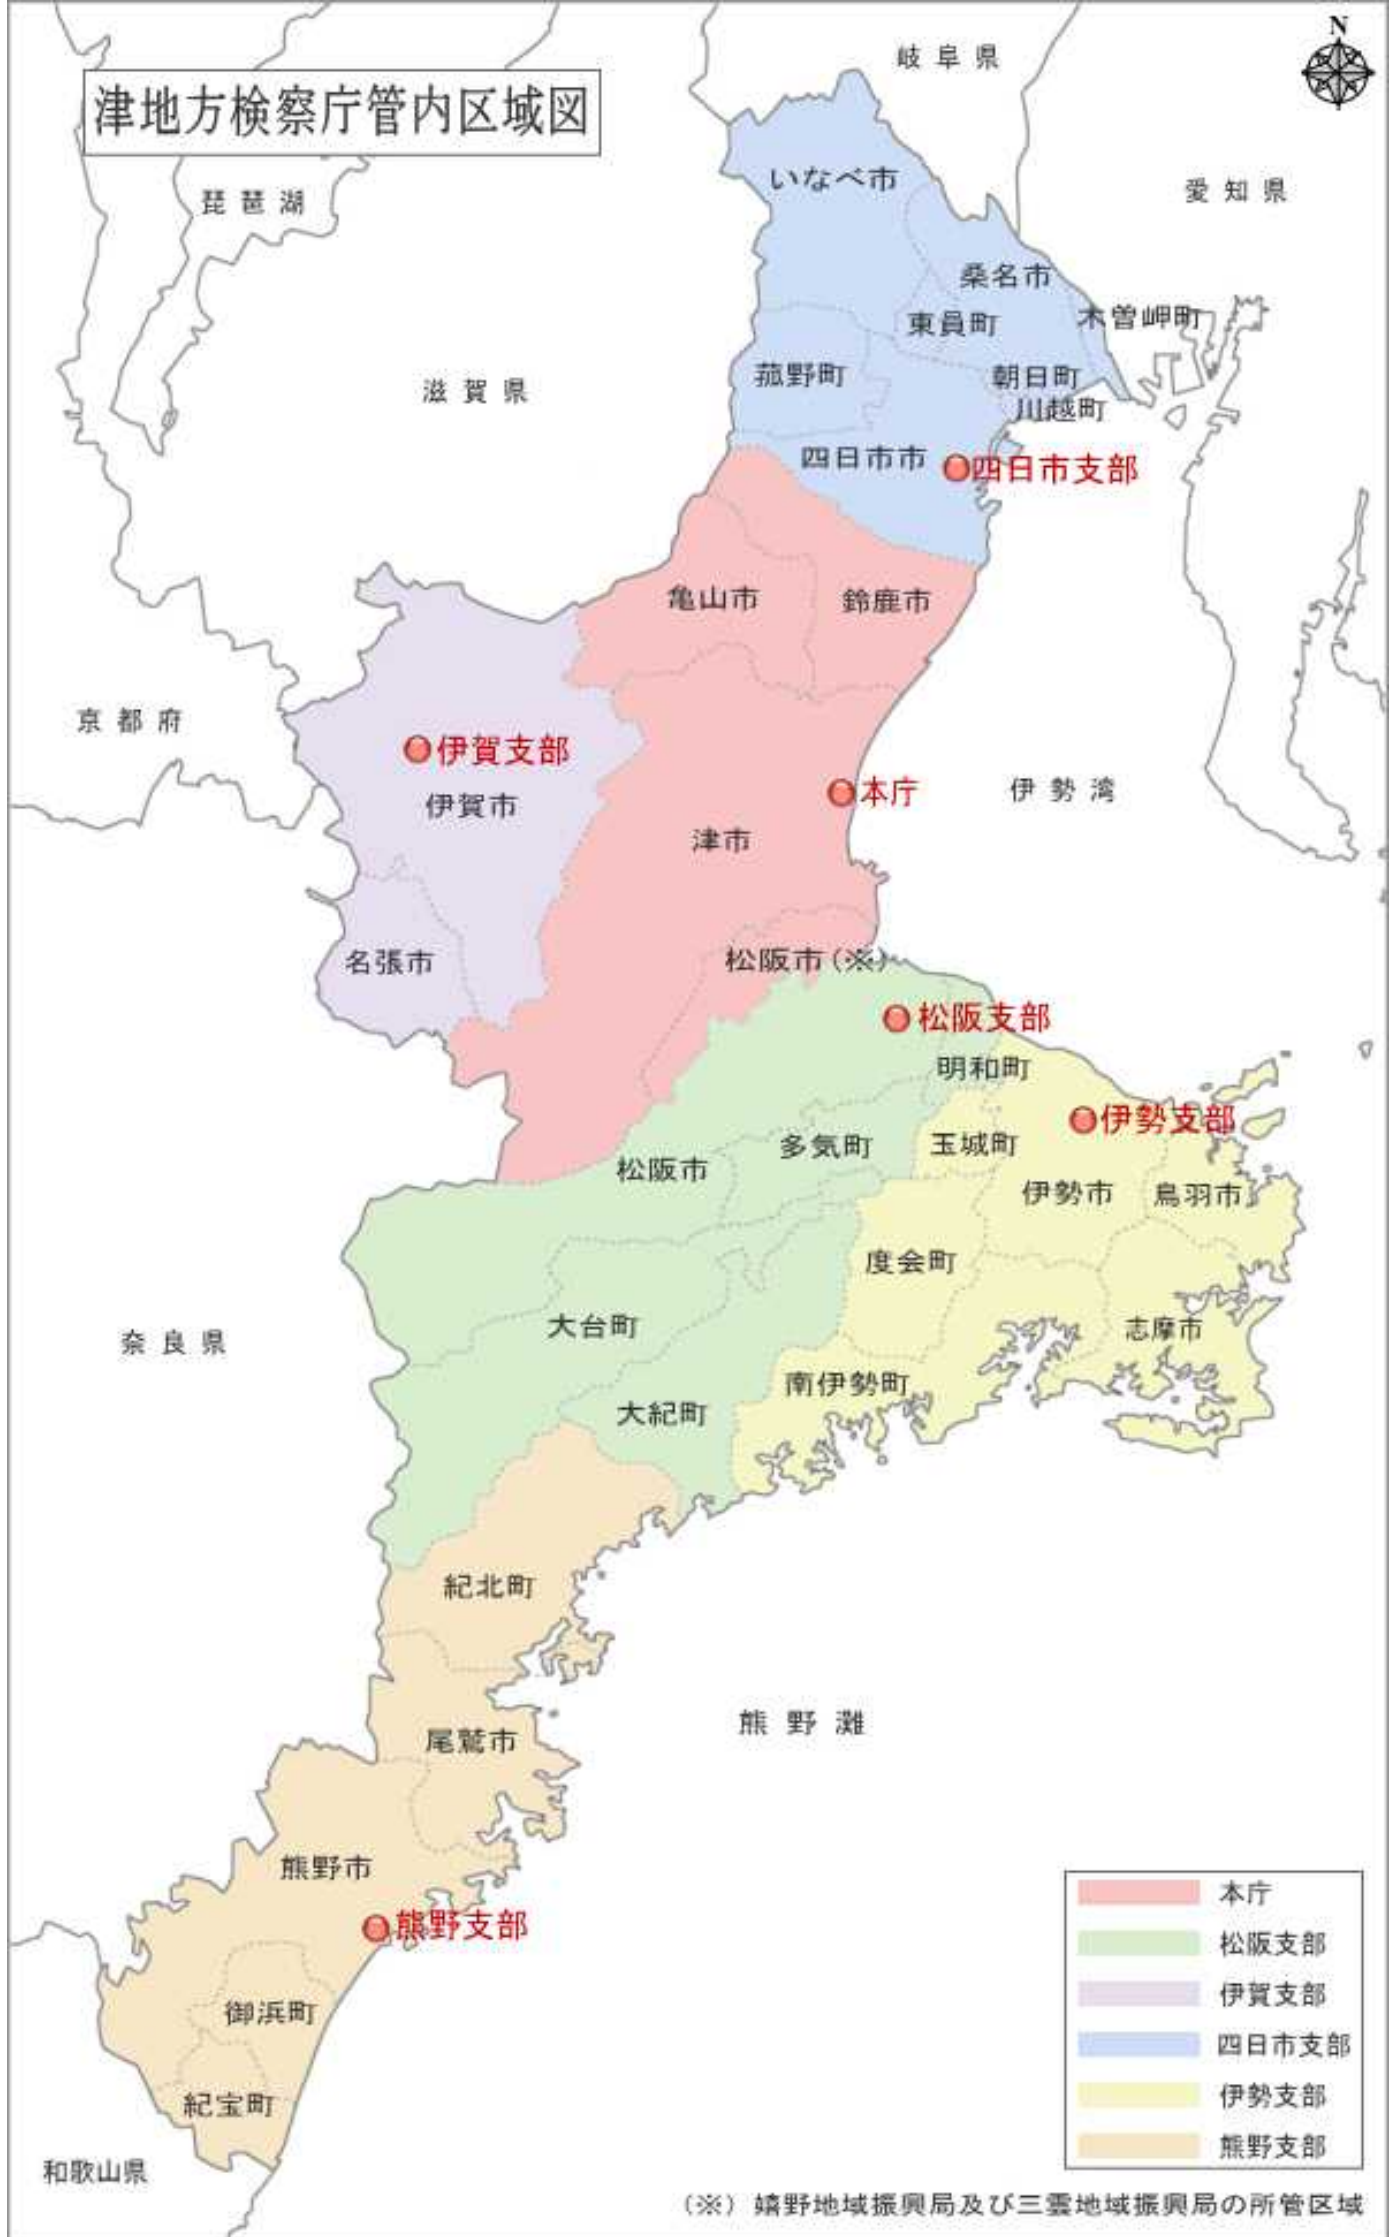 N
岐阜県
津地方検察庁管内区域図
いなべ市
愛知県
琵琶湖
桑名市
木曽岬町
東員町
菰野町
朝日町
滋賀県
川越町
四日市市
四日市支部
亀山市
鈴鹿市
京都府
伊賀支部
本庁
伊勢湾
伊賀市
津市
名張市
松阪市(※)
松阪支部
明和町
伊勢支部
玉城町
多気町
松阪市
伊勢市
鳥羽市
度会町
大台町
志摩市
奈良県
南伊勢町
大紀町
紀北町
熊野灘
尾鷲市
熊野市
熊野支部
御浜町
紀宝町
和歌山県
本庁
松阪支部
伊賀支部
四日市支部
伊勢支部
熊野支部
(※)嬉野地域振興局及び三雲地域振興局の所管区域